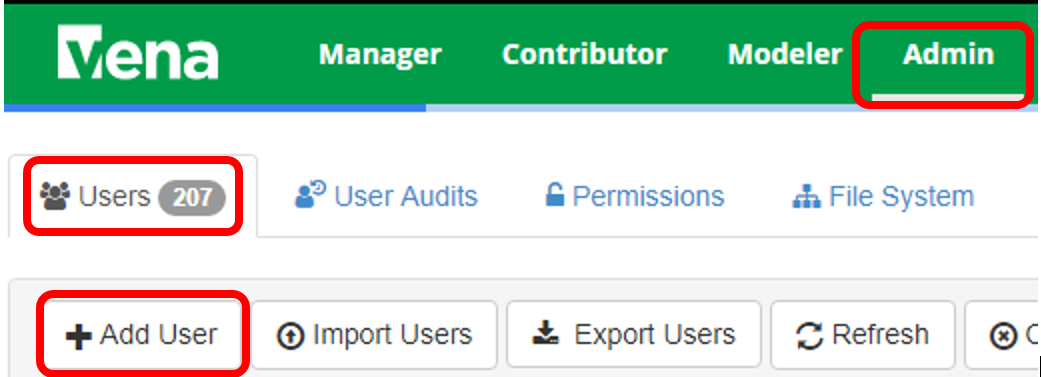 Vena Manager Contributor Modeler Admin
Users 207 User Audits Permissions File System
Add User Import Users Export Users Refresh